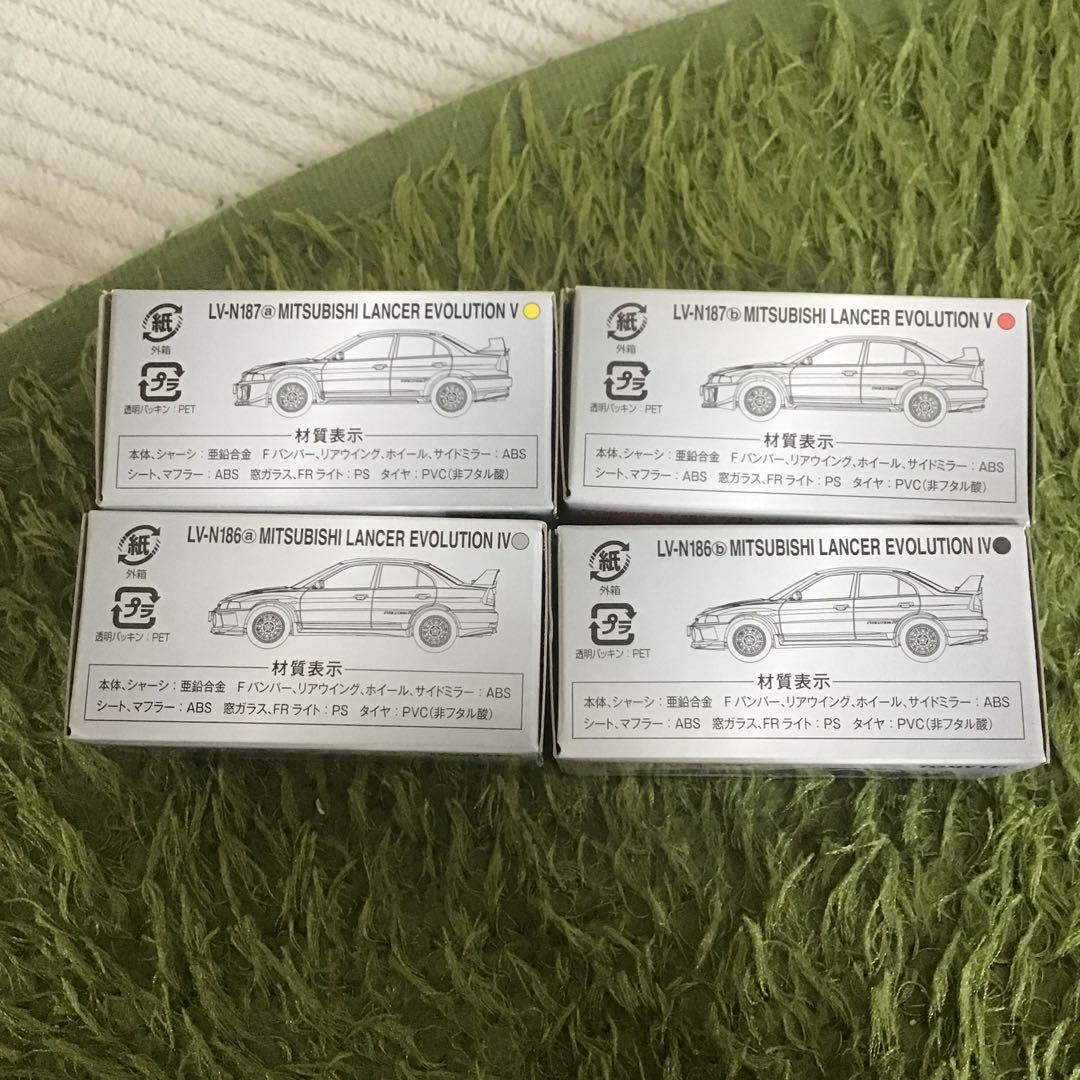 LV-N187ⓐ MITSUBISHI LANCER EVOLUTION V
紙
外箱
プラ
透明パッキン：PET
材質表示
本体、シャーシ：亜鉛合金 Fバンパー、リアウイング、ホイール、サイドミラー：ABS
シート、マフラー：ABS 窓ガラス、FRライト：PS タイヤ：PVC(非フタル酸)
LV-N187ⓑ MITSUBISHI LANCER EVOLUTION V
紙
外箱
プラ
透明パッキン：PET
材質表示
本体、シャーシ：亜鉛合金 Fバンパー、リアウイング、ホイール、サイドミラー：ABS
シート、マフラー：ABS 窓ガラス、FRライト：PS タイヤ：PVC(非フタル酸)
LV-N186ⓐ MITSUBISHI LANCER EVOLUTION IV
紙
外箱
プラ
透明パッキン：PET
材質表示
本体、シャーシ：亜鉛合金 Fバンパー、リアウイング、ホイール、サイドミラー：ABS
シート、マフラー：ABS 窓ガラス、FRライト：PS タイヤ：PVC(非フタル酸)
LV-N186ⓑ MITSUBISHI LANCER EVOLUTION IV
紙
外箱
プラ
透明パッキン：PET
材質表示
本体、シャーシ：亜鉛合金 Fバンパー、リアウイング、ホイール、サイドミラー：ABS
シート、マフラー：ABS 窓ガラス、FRライト：PS タイヤ：PVC(非フタル酸)